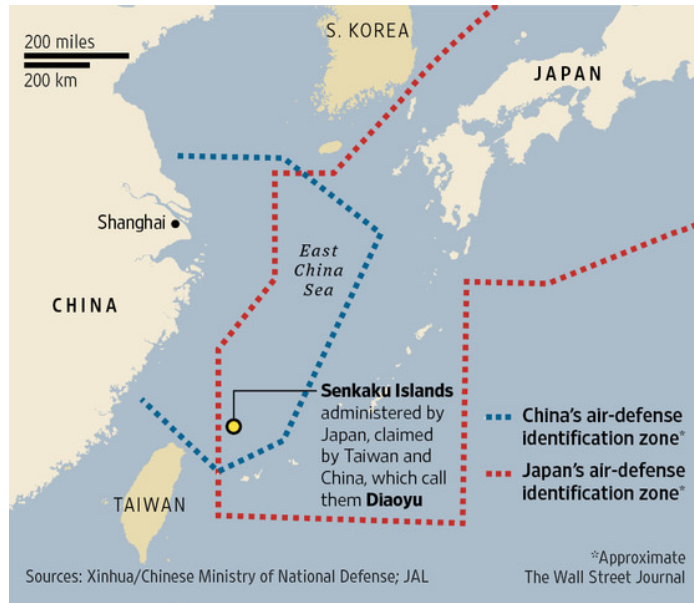 200 miles
200 km
S. KOREA
JAPAN
Shanghai
East
China
Sea
CHINA
Senkaku Islands
administered by
Japan, claimed
by Taiwan and
China, which call
them Diaoyu
China's air-defense
identification zone*
Japan's air-defense
identification zone*
TAIWAN
*Approximate
Sources: Xinhua/Chinese Ministry of National Defense; JAL
The Wall Street Journal